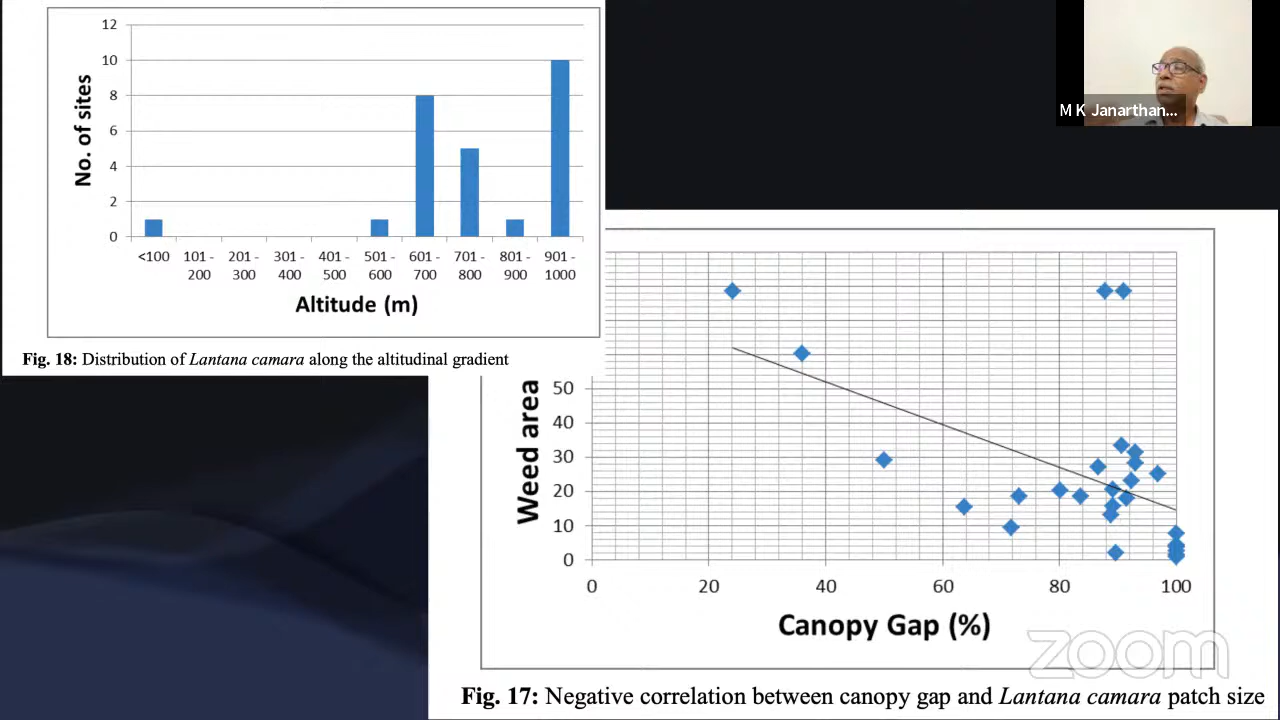 12
10
8
6
4
2
0
No. of sites
<100 101 - 200 201 - 300 301 - 400 401 - 500 501 - 600 601 - 700 701 - 800 801 - 900 901 - 1000
Altitude (m)
Fig. 18: Distribution of Lantana camara along the altitudinal gradient
M K Janarthan...
50
40
30
20
10
0
Weed area
0 20 40 60 80 100
Canopy Gap (%)
zoom
Fig. 17: Negative correlation between canopy gap and Lantana camara patch size